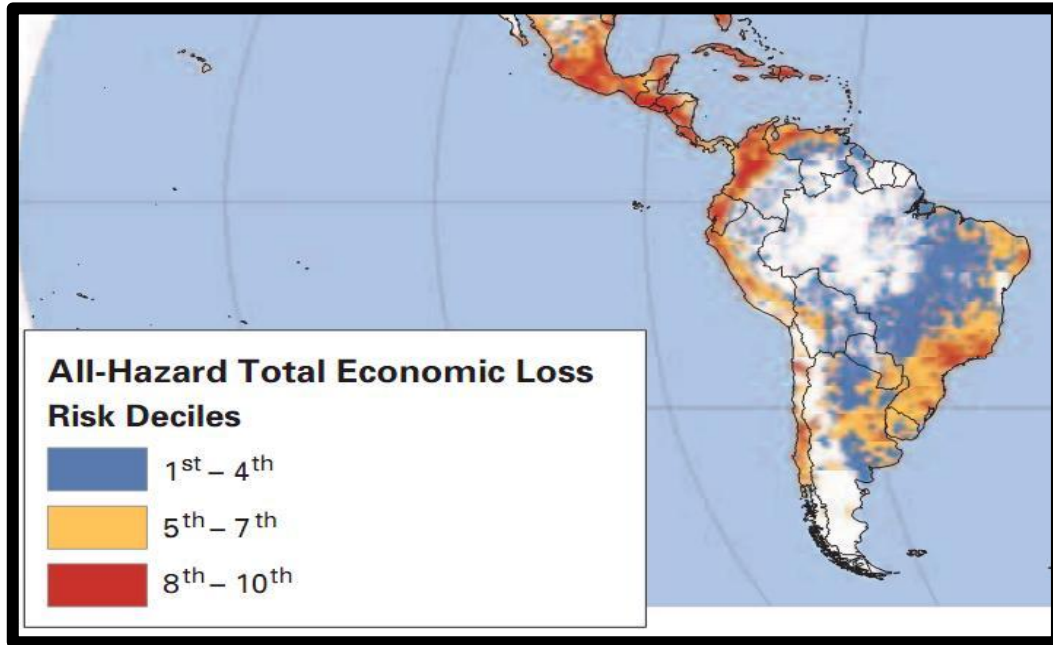 All-Hazard Total Economic Loss
Risk Deciles
1st – 4th
5th – 7th
8th – 10th